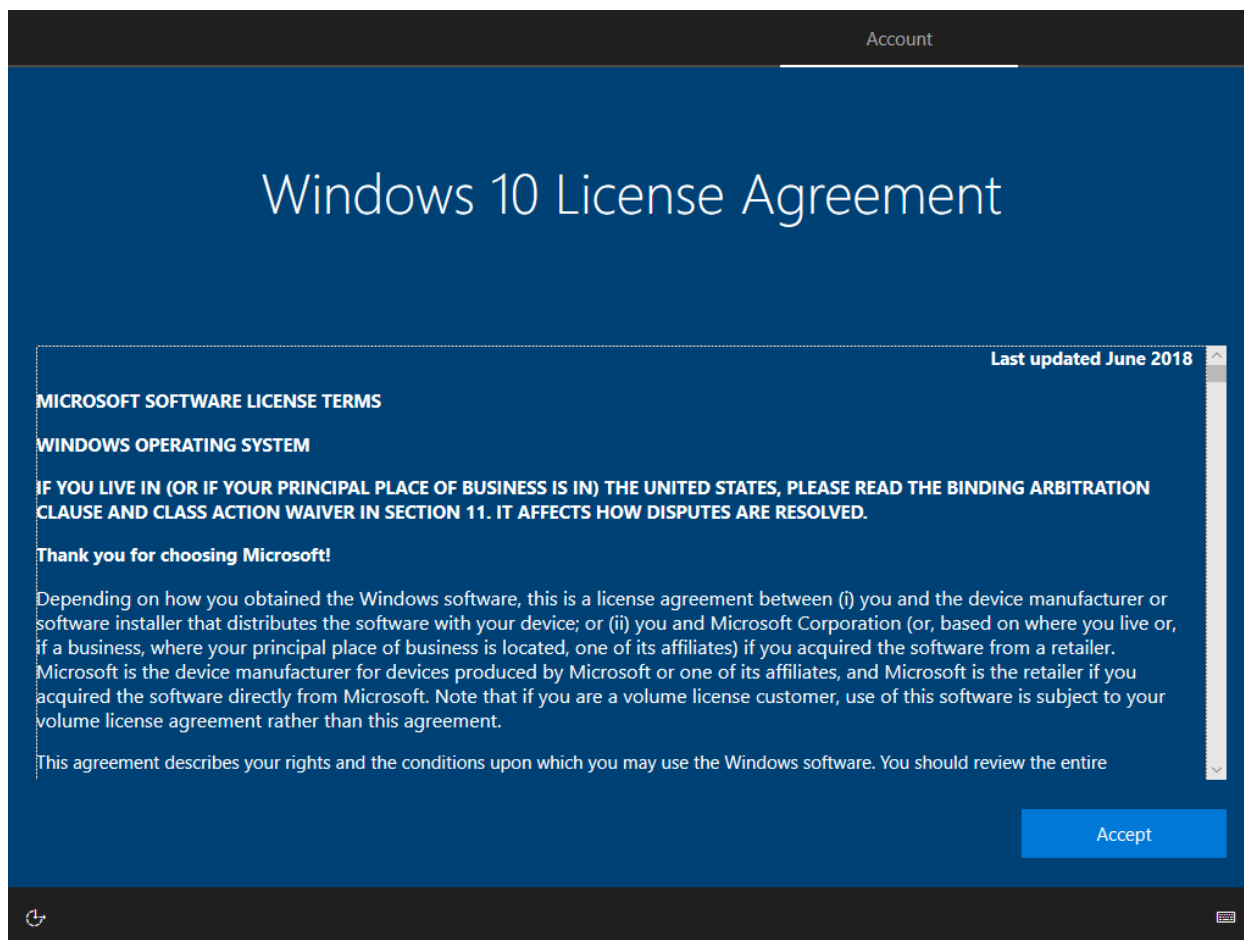 Account
Windows 10 License Agreement
Last updated June 2018
MICROSOFT SOFTWARE LICENSE TERMS
WINDOWS OPERATING SYSTEM
IF YOU LIVE IN (OR IF YOUR PRINCIPAL PLACE OF BUSINESS IS IN) THE UNITED STATES, PLEASE READ THE BINDING ARBITRATION
CLAUSE AND CLASS ACTION WAIVER IN SECTION 11. IT AFFECTS HOW DISPUTES ARE RESOLVED.
Thank you for choosing Microsoft!
Depending on how you obtained the Windows software, this is a license agreement between (i) you and the device manufacturer or
software installer that distributes the software with your device; or (ii) you and Microsoft Corporation (or, based on where you live or,
if a business, where your principal place of business is located, one of its affiliates) if you acquired the software from a retailer.
Microsoft is the device manufacturer for devices produced by Microsoft or one of its affiliates, and Microsoft is the retailer if you
acquired the software directly from Microsoft. Note that if you are a volume license customer, use of this software is subject to your
volume license agreement rather than this agreement.
This agreement describes your rights and the conditions upon which you may use the Windows software. You should review the entire
Accept